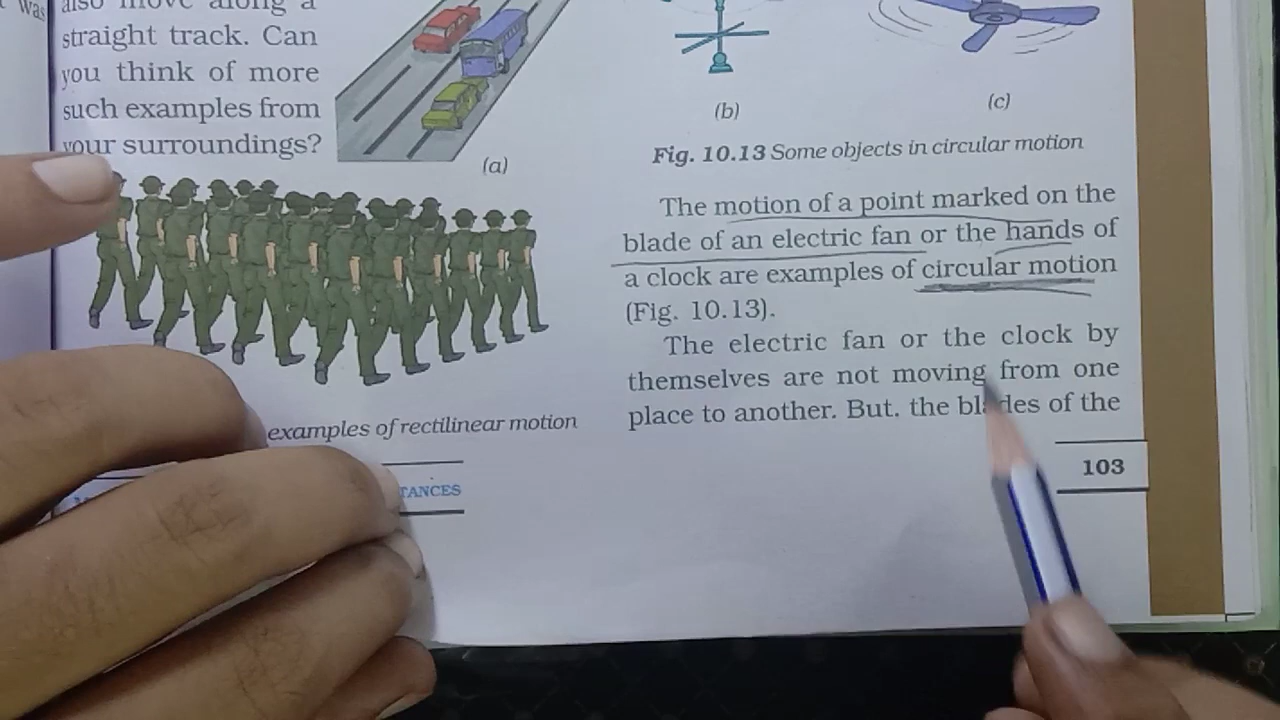 was
also move along a
straight track. Can
you think of more
such examples from
your surroundings?
(a)
examples of rectilinear motion
TANCES
(b)
(c)
Fig. 10.13 Some objects in circular motion
The motion of a point marked on the
blade of an electric fan or the hands of
a clock are examples of circular motion
(Fig. 10.13).
The electric fan or the clock by
themselves are not moving from one
place to another. But, the blades of the
103